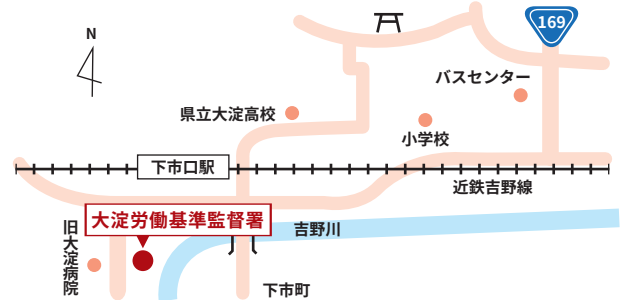 169
N
バスセンター
県立大淀高校
小学校
下市口駅
近鉄吉野線
大淀労働基準監督署
吉野川
旧大淀病院
下市町